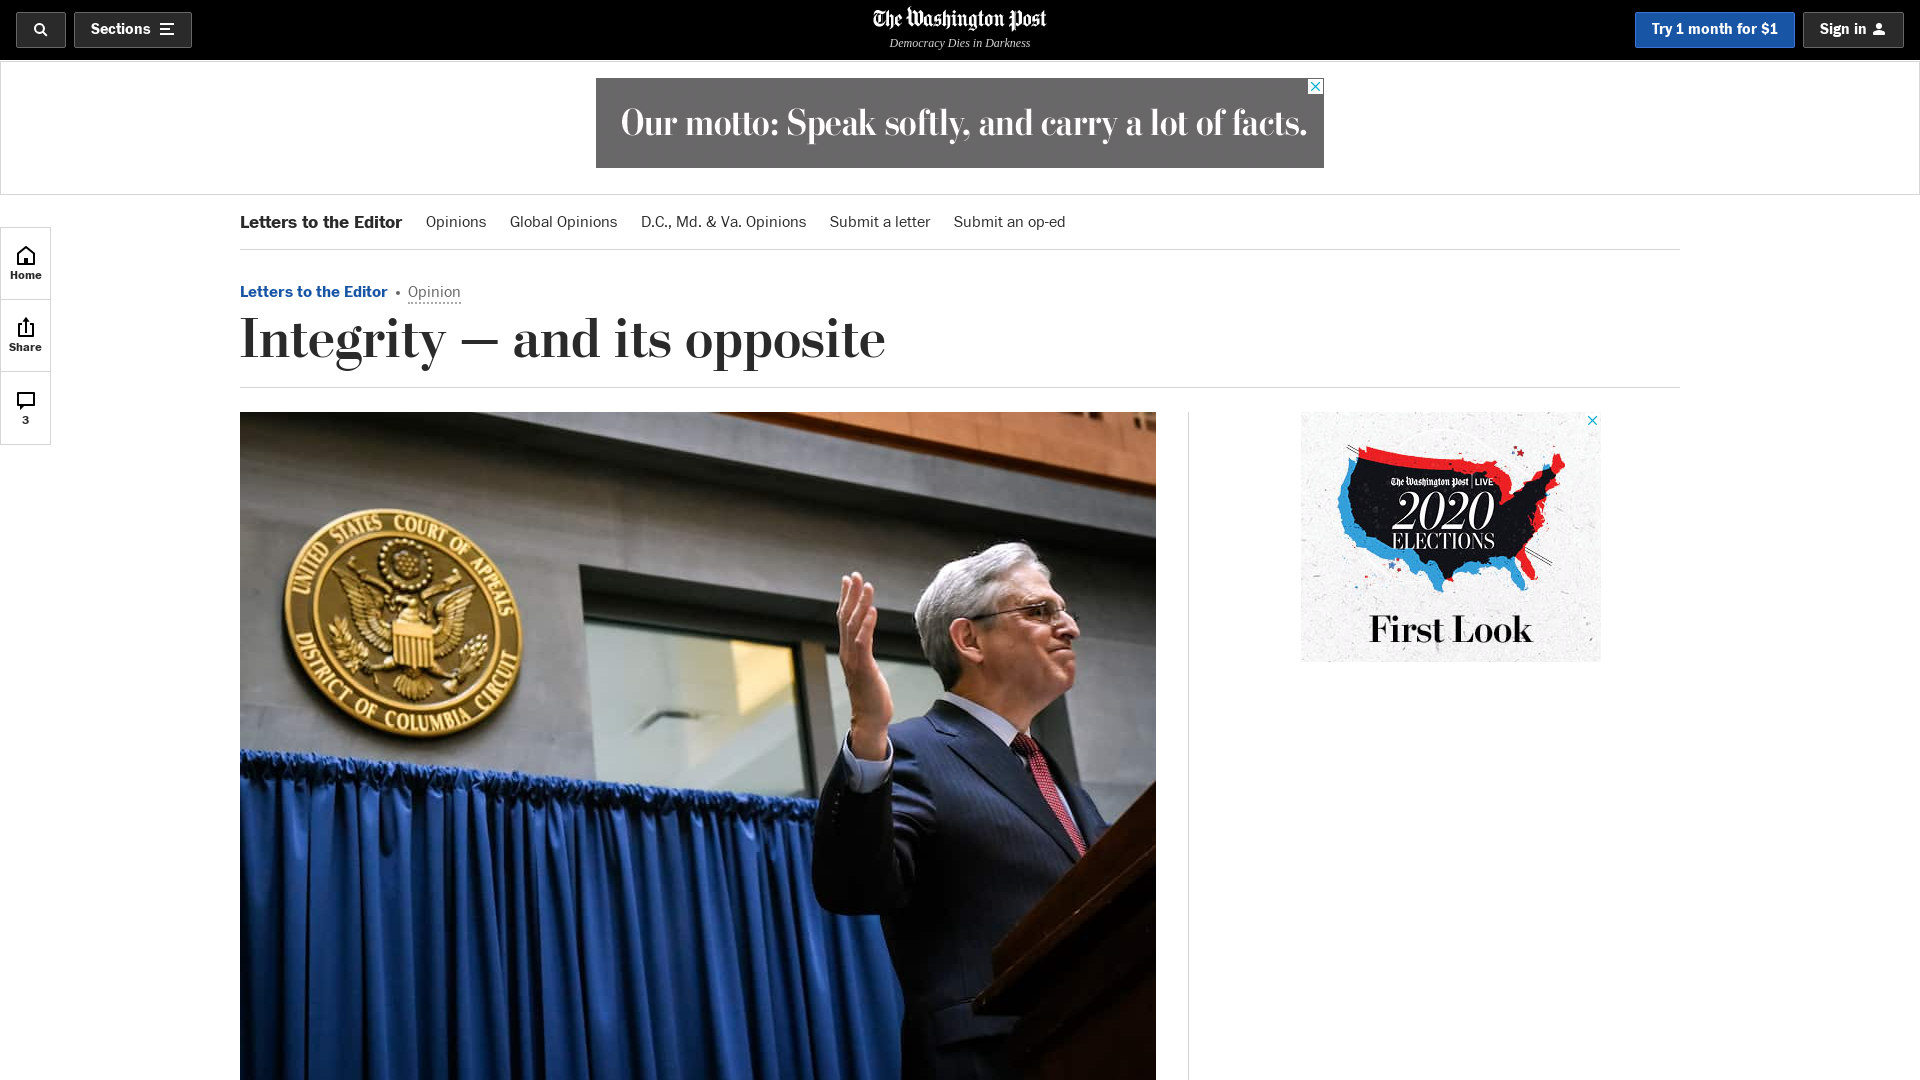 Sections
The Washington Post
Democracy Dies in Darkness
Try 1 month for $1
Sign in
Our motto: Speak softly, and carry a lot of facts.
Letters to the Editor
Opinions
Global Opinions
D.C., Md. & Va. Opinions
Submit a letter
Submit an op-ed
Home
Share
3
Letters to the Editor • Opinion
Integrity — and its opposite
UNITED STATES COURT OF APPEALS
DISTRICT OF COLUMBIA CIRCUIT
The Washington Post | LIVE
2020
ELECTIONS
First Look